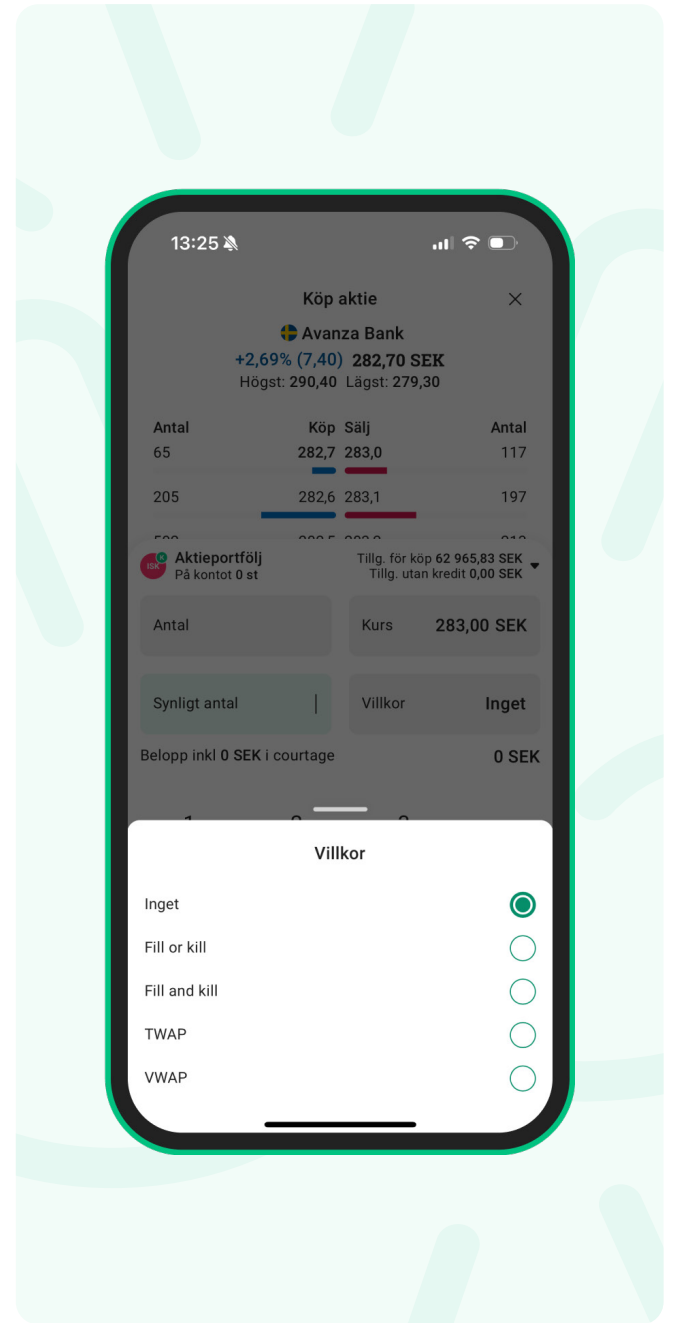 13:25
Köp aktie
Avanza Bank
+2,69% (7,40) 282,70 SEK
Högst: 290,40 Lägst: 279,30
Antal Köp Sälj Antal
65 282,7 283,0 117
205 282,6 283,1 197
ISK K Aktieportfölj Tillg. för köp 62 965,83 SEK
På kontot 0 st Tillg. utan kredit 0,00 SEK
Antal Kurs 283,00 SEK
Synligt antal Villkor Inget
Belopp inkl 0 SEK i courtage 0 SEK
Villkor
Inget
Fill or kill
Fill and kill
TWAP
VWAP